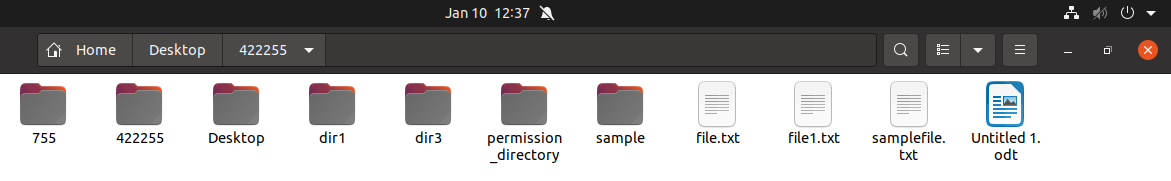 Jan 10 12:37
Home Desktop 422255
755 422255 Desktop dir1 dir3 permission sample file.txt file1.txt samplefile. Untitled 1.
_directory txt odt